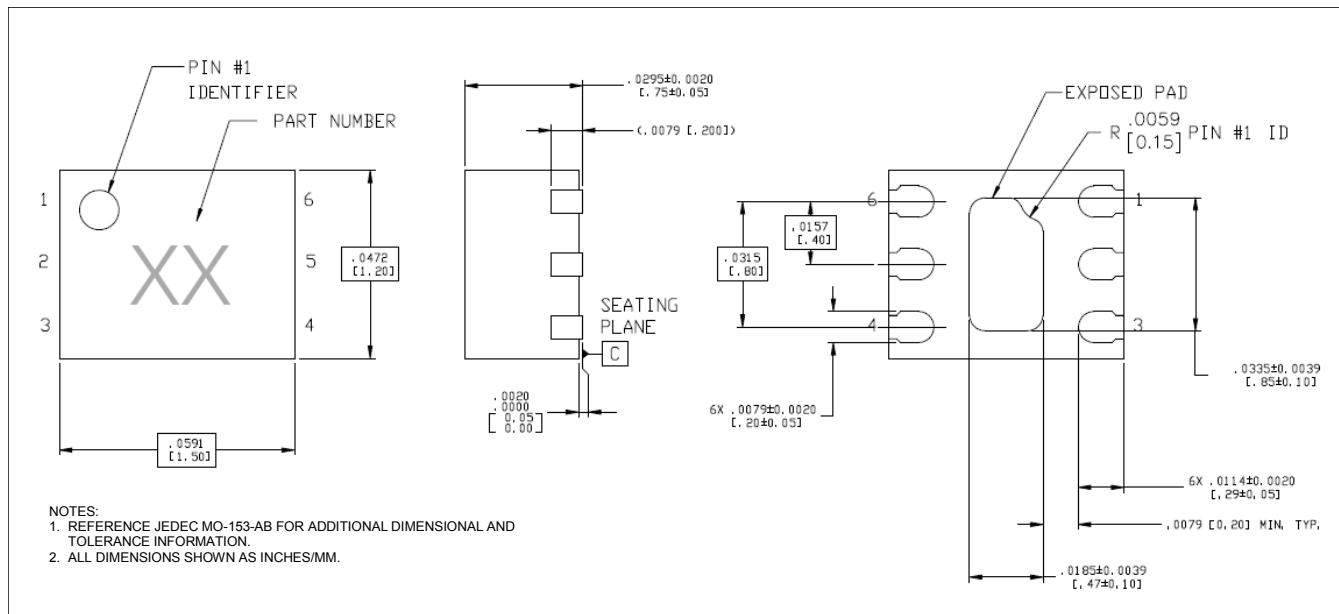 PIN #1
IDENTIFIER
PART NUMBER
1
2
3
6
5
4
XX
.0472
[1.20]
.0591
[1.50]
.0295±0.0020
[.75±0.05]
(.0079 [.200])
SEATING
PLANE
C
.0020
.0000
[0.05
0.00]
EXPOSED PAD
R .0059
[0.15]
PIN #1 ID
6
4
1
3
.0157
[.40]
.0315
[.80]
6X .0079±0.0020
[.20±0.05]
.0335±0.0039
[.85±0.10]
6X .0114±0.0020
[.29±0.05]
.0079 [0.20] MIN. TYP.
.0185±0.0039
[.47±0.10]
NOTES:
1. REFERENCE JEDEC MO-153-AB FOR ADDITIONAL DIMENSIONAL AND
TOLERANCE INFORMATION.
2. ALL DIMENSIONS SHOWN AS INCHES/MM.